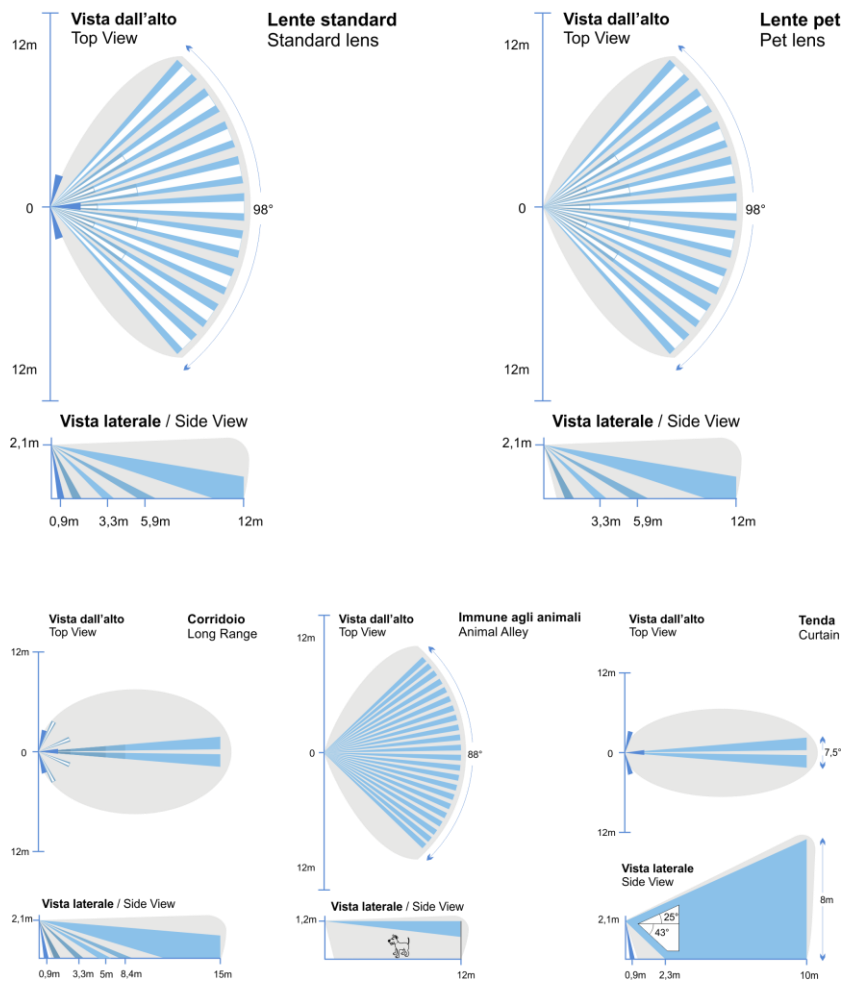 Vista dall'alto
Top View
Lente standard
Standard lens
12m
0
98°
12m
Vista laterale / Side View
2,1m
0,9m 3,3m 5,9m 12m
Vista dall'alto
Top View
Lente pet
Pet lens
12m
0
98°
12m
Vista laterale / Side View
2,1m
3,3m 5,9m 12m
Vista dall'alto
Top View
Corridoio
Long Range
12m
0
12m
Vista laterale / Side View
2,1m
0,9m 3,3m 5m 8,4m 15m
Vista dall'alto
Top View
Immune agli animali
Animal Alley
12m
0
88°
12m
Vista laterale / Side View
1,2m
12m
Vista dall'alto
Top View
Tenda
Curtain
12m
0
7,5°
12m
Vista laterale
Side View
2,1m
25°
43°
8m
0,9m 2,3m 10m